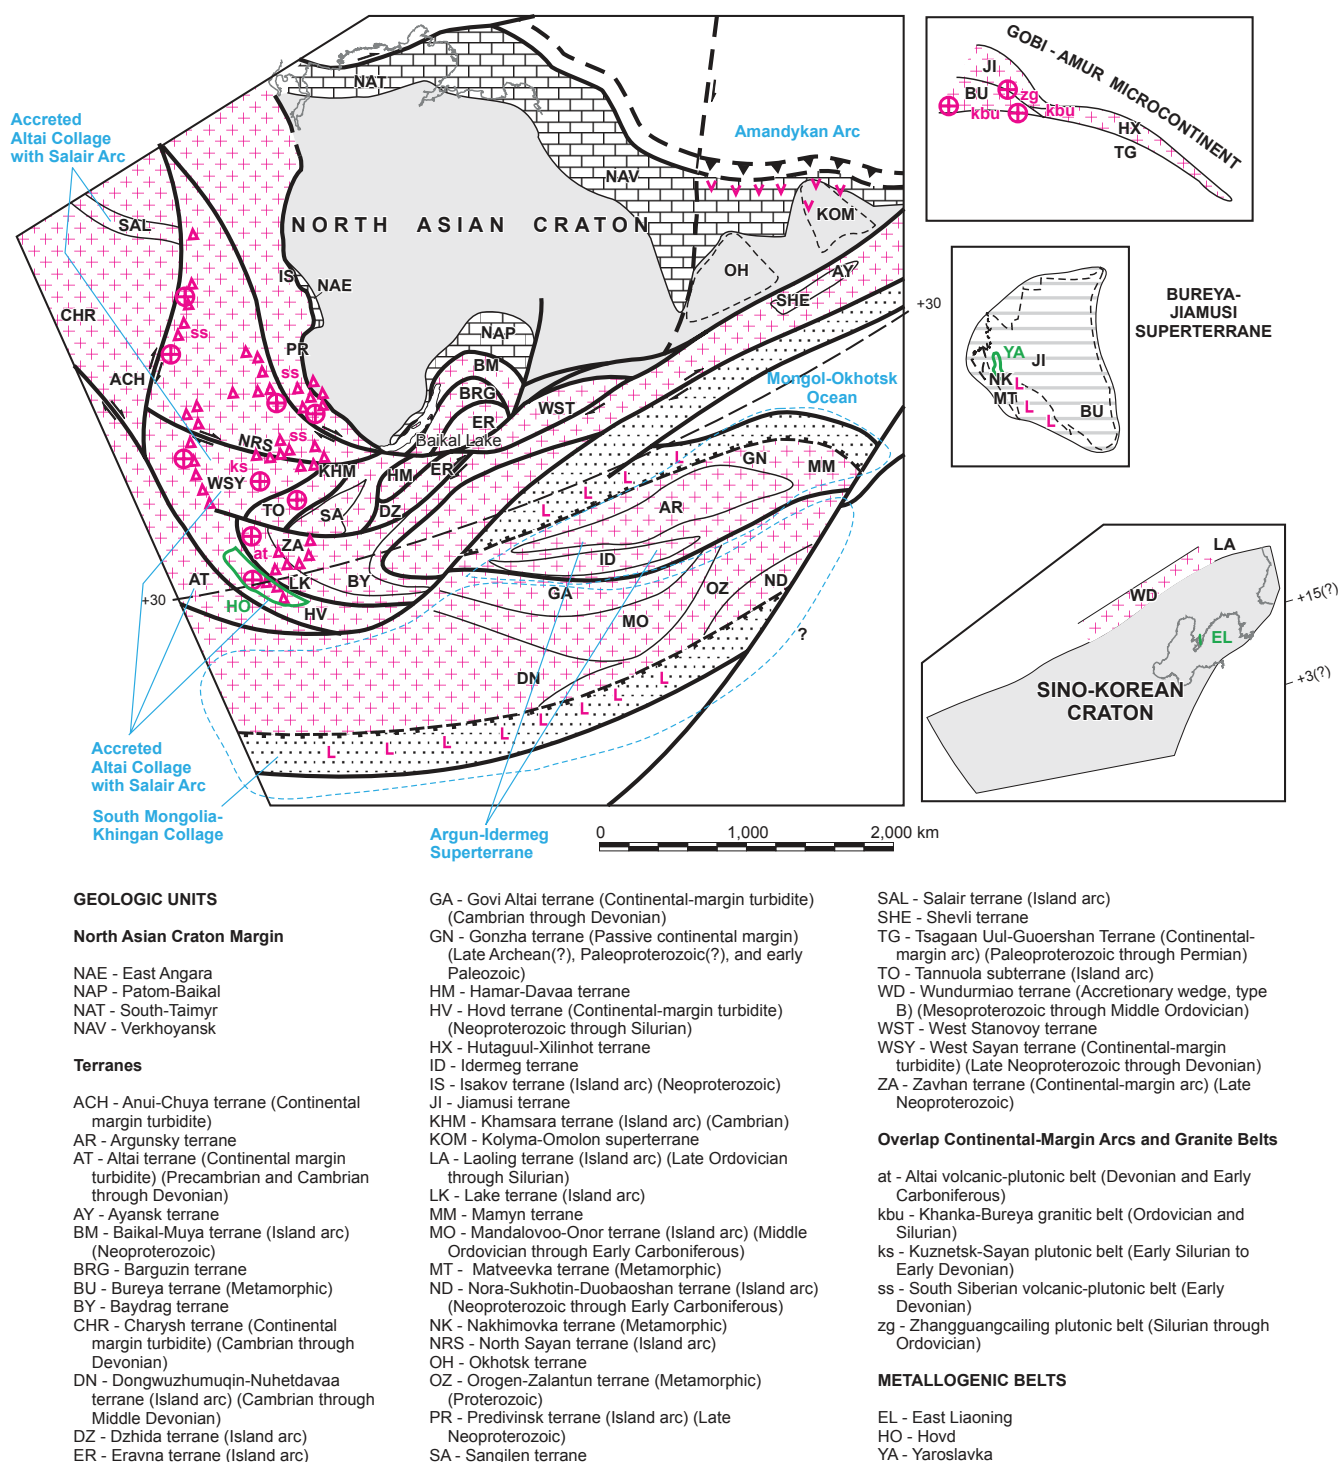 Accreted
Altai Collage
with Salair Arc
NAT
Amandykan Arc
NAV
KOM
NORTH ASIAN CRATON
SAL
OH
AY
SHE
IS
NAE
+30
CHR
ss
NAP
PR
BM
ACH
ss
BRG
Mongol-Okhotsk
Ocean
WST
ER
Baikal Lake
NRS
ss
GN
MM
ks
WSY
KHM
HM
ER
TO
SA
DZ
AR
ZA
at
ID
AT
LK
BY
ND
+30
HO
HV
GA
OZ
MO
?
DN
Accreted
Altai Collage
with Salair Arc
South Mongolia-
Khingan Collage
Argun-Idermeg
Superterrane
0 1,000 2,000 km
GOBI - AMUR MICROCONTINENT
JI
BU
zg
kbu
kbu
HX
TG
BUREYA-
JIAMUSI
SUPERTERRANE
YA
JI
NK
MT
BU
LA
WD
+15(?)
EL
+3(?)
SINO-KOREAN
CRATON
GEOLOGIC UNITS
North Asian Craton Margin
NAE - East Angara
NAP - Patom-Baikal
NAT - South-Taimyr
NAV - Verkhoyansk
Terranes
ACH - Anui-Chuya terrane (Continental
margin turbidite)
AR - Argunsky terrane
AT - Altai terrane (Continental margin
turbidite) (Precambrian and Cambrian
through Devonian)
AY - Ayansk terrane
BM - Baikal-Muya terrane (Island arc)
(Neoproterozoic)
BRG - Barguzin terrane
BU - Bureya terrane (Metamorphic)
BY - Baydrag terrane
CHR - Charysh terrane (Continental
margin turbidite) (Cambrian through
Devonian)
DN - Dongwuzhumuqin-Nuhetdavaa
terrane (Island arc) (Cambrian through
Middle Devonian)
DZ - Dzhida terrane (Island arc)
ER - Eravna terrane (Island arc)
GA - Govi Altai terrane (Continental-margin turbidite)
(Cambrian through Devonian)
GN - Gonzha terrane (Passive continental margin)
(Late Archean(?), Paleoproterozoic(?), and early
Paleozoic)
HM - Hamar-Davaa terrane
HV - Hovd terrane (Continental-margin turbidite)
(Neoproterozoic through Silurian)
HX - Hutaguul-Xilinhot terrane
ID - Idermeg terrane
IS - Isakov terrane (Island arc) (Neoproterozoic)
JI - Jiamusi terrane
KHM - Khamsara terrane (Island arc) (Cambrian)
KOM - Kolyma-Omolon superterrane
LA - Laoling terrane (Island arc) (Late Ordovician
through Silurian)
LK - Lake terrane (Island arc)
MM - Mamyn terrane
MO - Mandalovoo-Onor terrane (Island arc) (Middle
Ordovician through Early Carboniferous)
MT - Matveevka terrane (Metamorphic)
ND - Nora-Sukhotin-Duobaoshan terrane (Island arc)
(Neoproterozoic through Early Carboniferous)
NK - Nakhimovka terrane (Metamorphic)
NRS - North Sayan terrane (Island arc)
OH - Okhotsk terrane
OZ - Orogen-Zalantun terrane (Metamorphic)
(Proterozoic)
PR - Predivinsk terrane (Island arc) (Late
Neoproterozoic)
SA - Sangilen terrane
SAL - Salair terrane (Island arc)
SHE - Shevli terrane
TG - Tsagaan Uul-Guoershan Terrane (Continental-
margin arc) (Paleoproterozoic through Permian)
TO - Tannuola subterrane (Island arc)
WD - Wundurmiao terrane (Accretionary wedge, type
B) (Mesoproterozoic through Middle Ordovician)
WST - West Stanovoy terrane
WSY - West Sayan terrane (Continental-margin
turbidite) (Late Neoproterozoic through Devonian)
ZA - Zavhan terrane (Continental-margin arc) (Late
Neoproterozoic)
Overlap Continental-Margin Arcs and Granite Belts
at - Altai volcanic-plutonic belt (Devonian and Early
Carboniferous)
kbu - Khanka-Bureya granitic belt (Ordovician and
Silurian)
ks - Kuznetsk-Sayan plutonic belt (Early Silurian to
Early Devonian)
ss - South Siberian volcanic-plutonic belt (Early
Devonian)
zg - Zhangguangcailing plutonic belt (Silurian through
Ordovician)
METALLOGENIC BELTS
EL - East Liaoning
HO - Hovd
YA - Yaroslavka